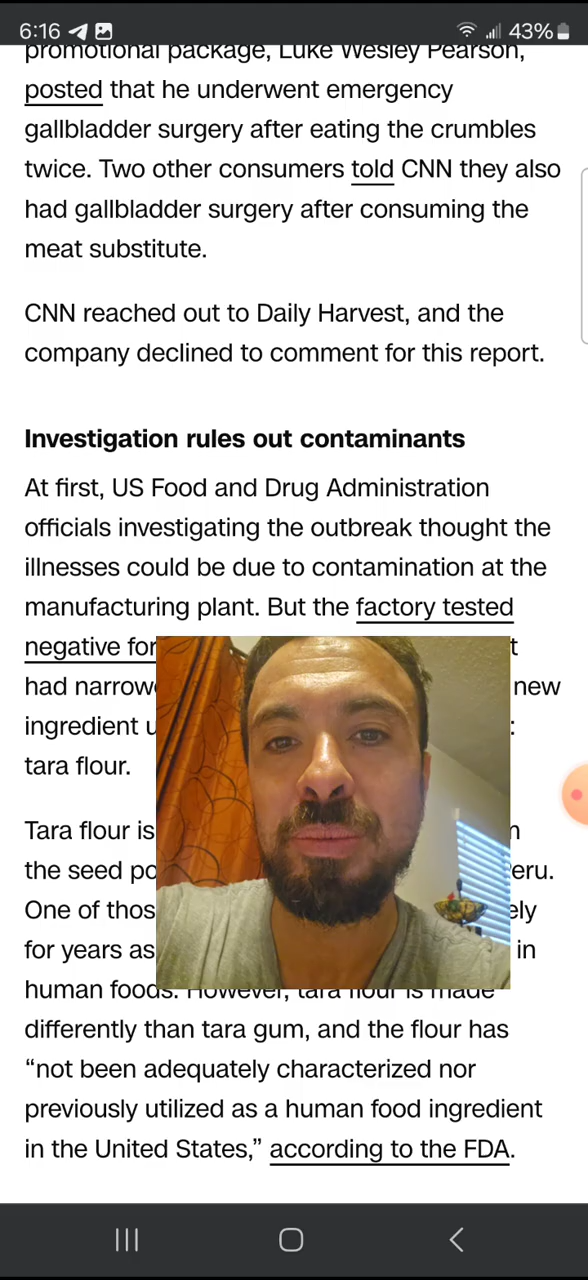 6:16
43%
promotional package, Luke Wesley Pearson,
posted that he underwent emergency
gallbladder surgery after eating the crumbles
twice. Two other consumers told CNN they also
had gallbladder surgery after consuming the
meat substitute.
CNN reached out to Daily Harvest, and the
company declined to comment for this report.
Investigation rules out contaminants
At first, US Food and Drug Administration
officials investigating the outbreak thought the
illnesses could be due to contamination at the
manufacturing plant. But the factory tested
negative for
had new
ingredient
tara flour.
Tara flour is
the seed
One of
for years as in
human foods. However, tara flour is made
differently than tara gum, and the flour has
“not been adequately characterized nor
previously utilized as a human food ingredient
in the United States,” according to the FDA.